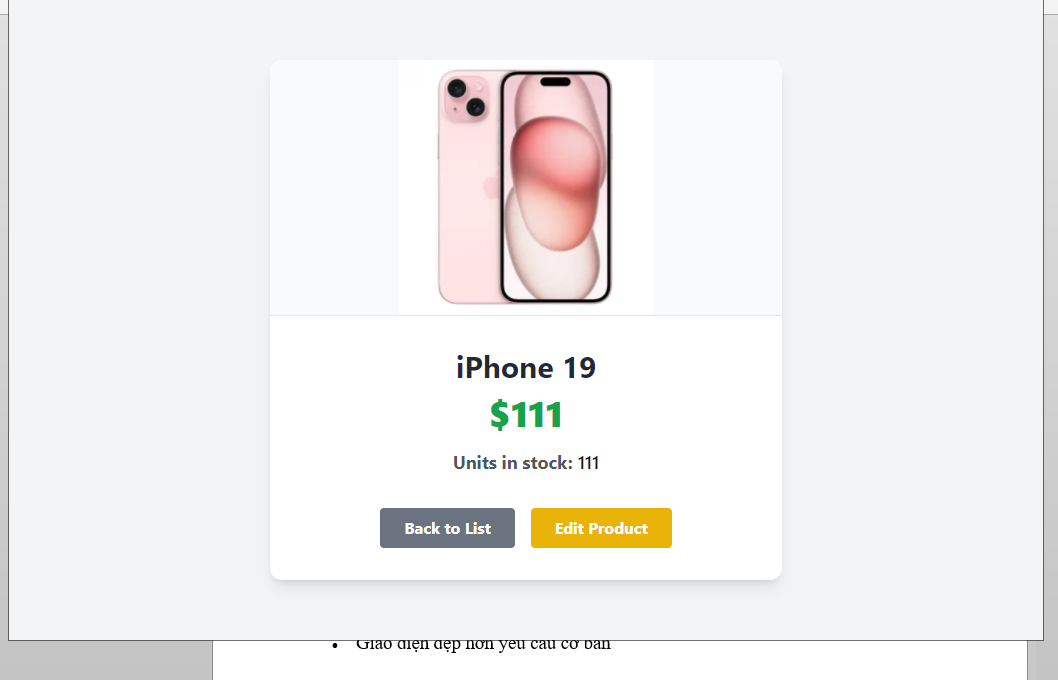 iPhone 19
$111
Units in stock: 111
Back to List
Edit Product
• Giao diện đẹp hơn yêu cầu cơ bản